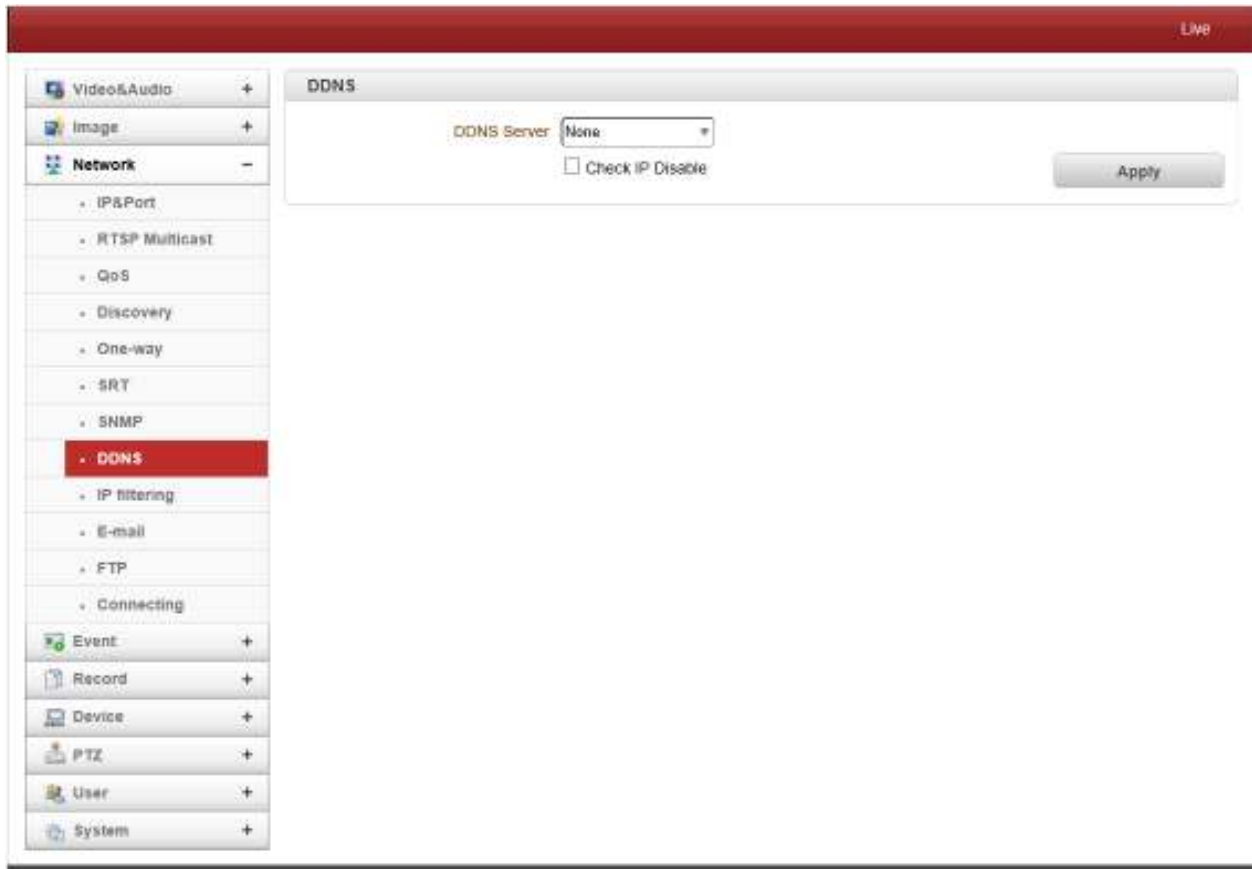 Live
Video&Audio +
Image +
Network −
IP&Port
RTSP Multicast
QoS
Discovery
One-way
SRT
SNMP
DDNS
IP filtering
E-mail
FTP
Connecting
Event +
Record +
Device +
PTZ +
User +
System +
DDNS
DDNS Server None
Check IP Disable
Apply